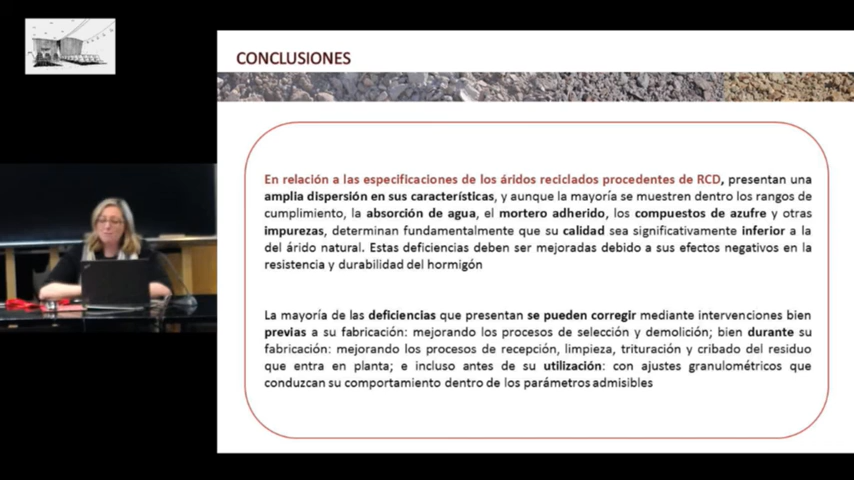 CONCLUSIONES
En relación a las especificaciones de los áridos reciclados procedentes de RCD, presentan una
amplia dispersión en sus características, y aunque la mayoría se muestren dentro los rangos de
cumplimiento, la absorción de agua, el mortero adherido, los compuestos de azufre y otras
impurezas, determinan fundamentalmente que su calidad sea significativamente inferior a la
del árido natural. Estas deficiencias deben ser mejoradas debido a sus efectos negativos en la
resistencia y durabilidad del hormigón
La mayoría de las deficiencias que presentan se pueden corregir mediante intervenciones bien
previas a su fabricación: mejorando los procesos de selección y demolición; bien durante su
fabricación: mejorando los procesos de recepción, limpieza, trituración y cribado del residuo
que entra en planta; e incluso antes de su utilización: con ajustes granulométricos que
conduzcan su comportamiento dentro de los parámetros admisibles